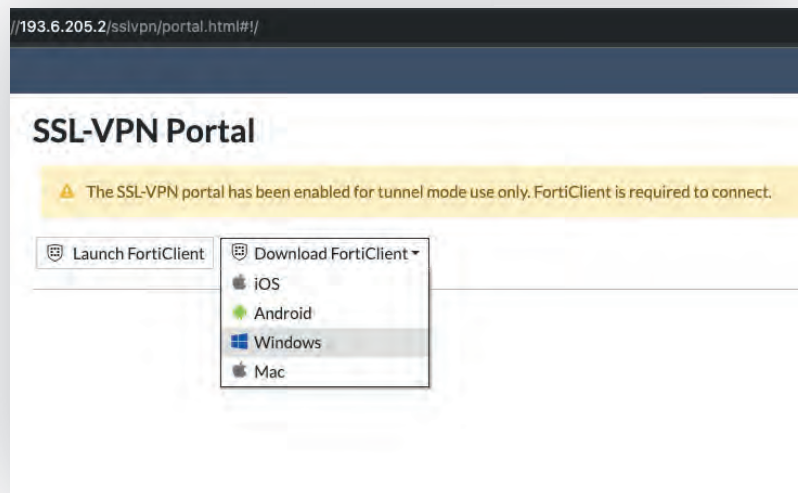 //193.6.205.2/sslvpn/portal.html#!/
SSL-VPN Portal
The SSL-VPN portal has been enabled for tunnel mode use only. FortiClient is required to connect.
Launch FortiClient
Download FortiClient
iOS
Android
Windows
Mac